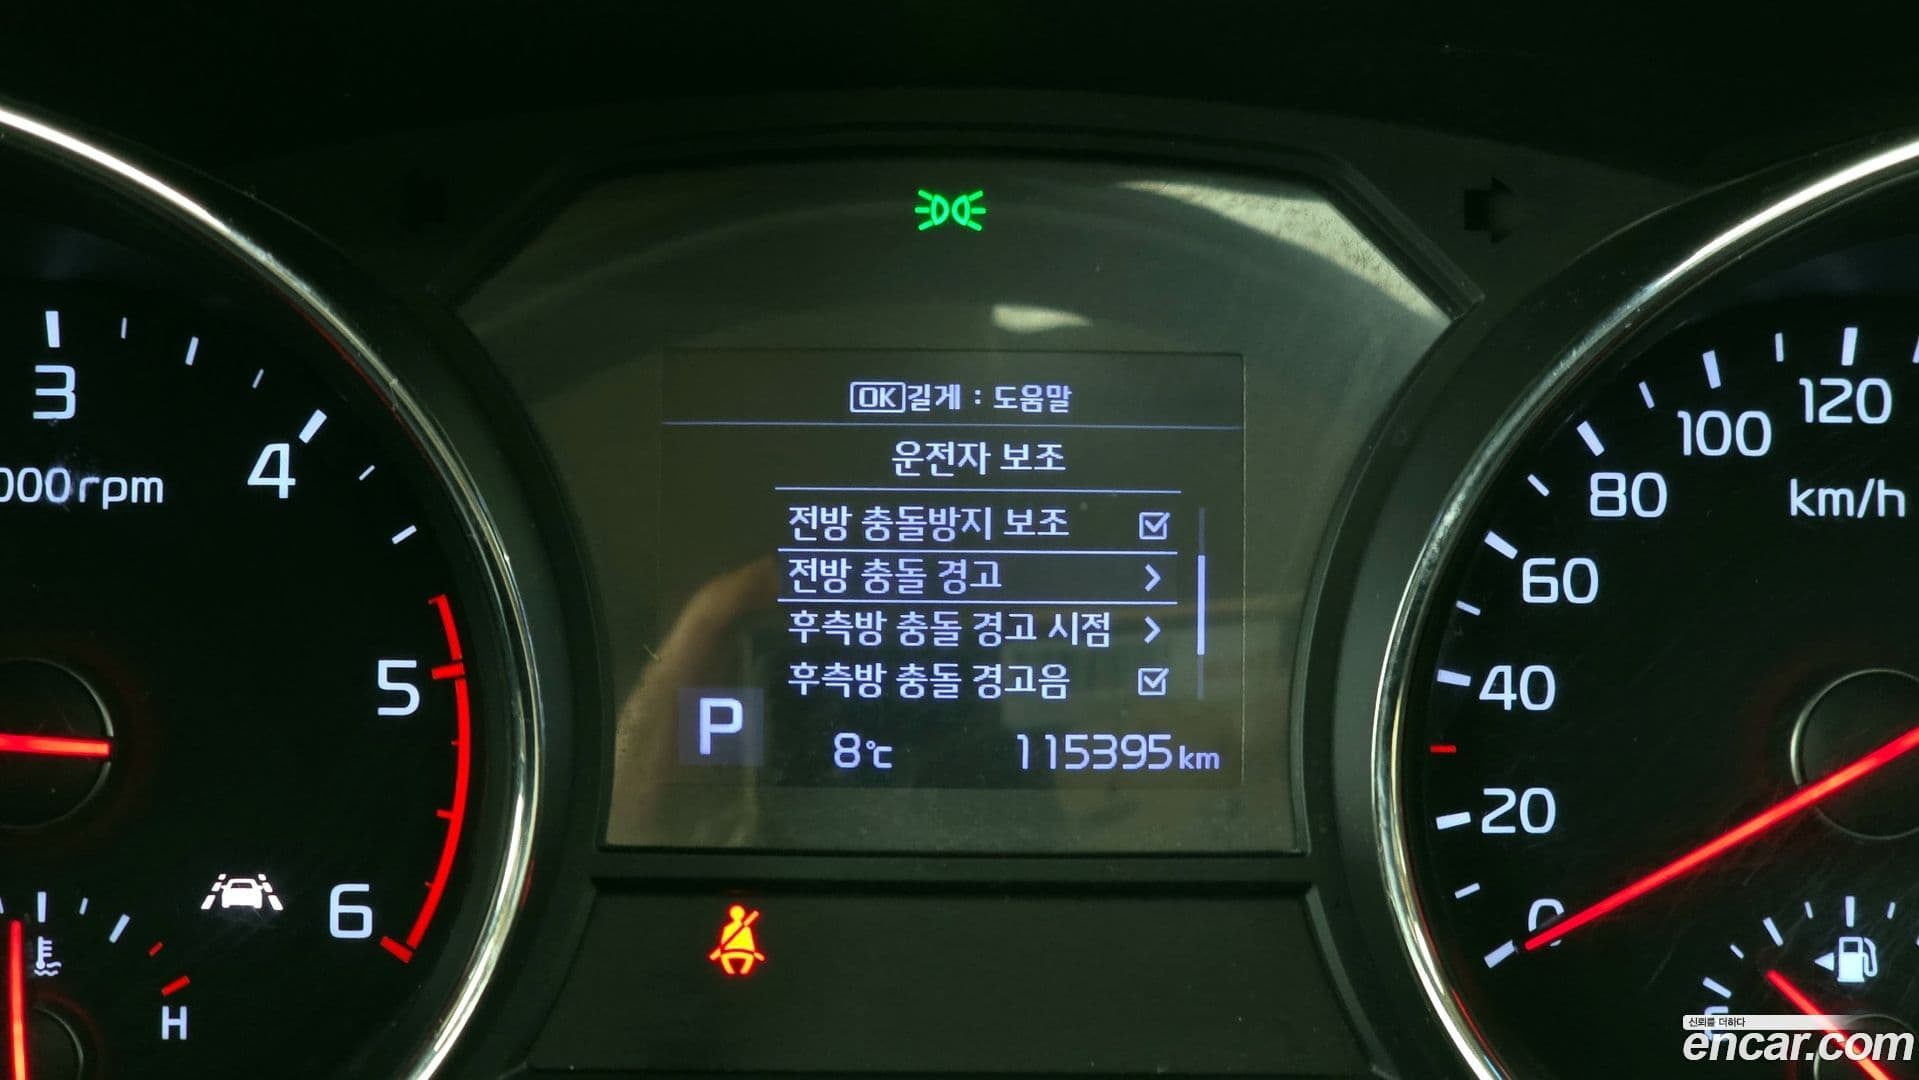 OK길게 : 도움말
운전자 보조
전방 충돌방지 보조
전방 충돌 경고
후측방 충돌 경고 시점
후측방 충돌 경고음
P
8℃
115395km
3
4
5
6
000rpm
H
0
20
40
60
80
100
120
km/h
신뢰를 더하다
encar.com